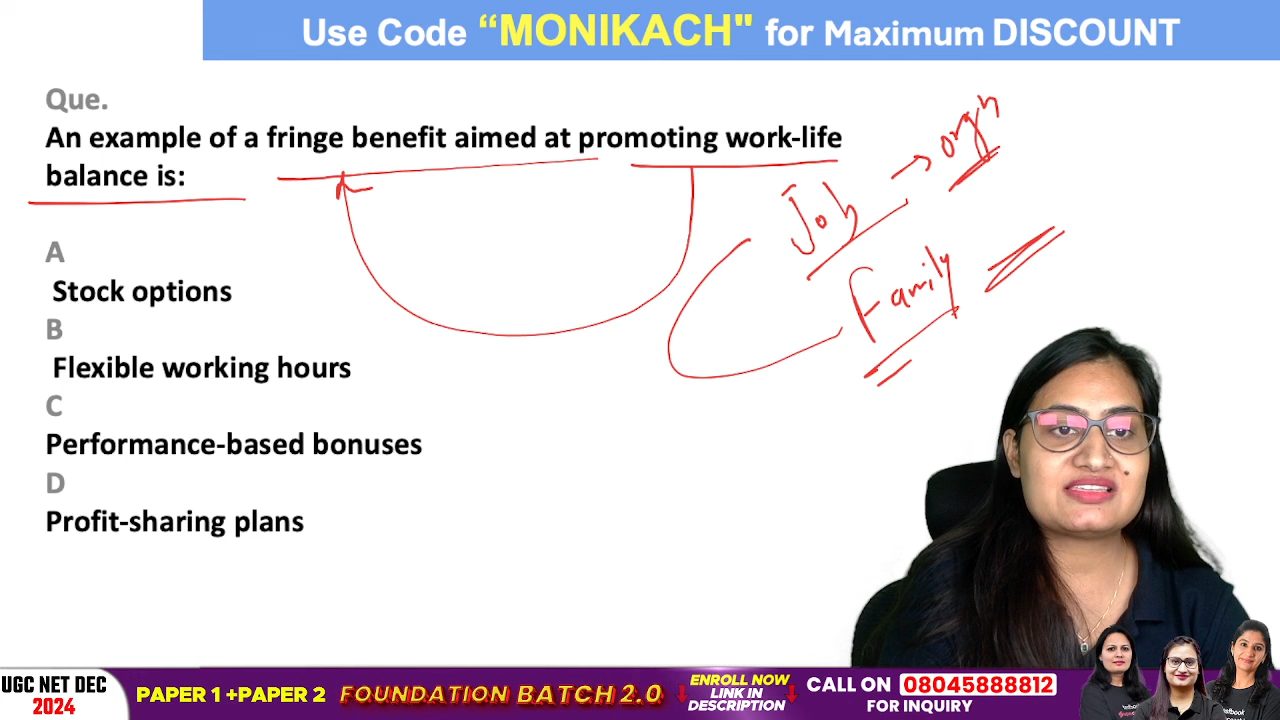 Use Code “MONIKACH" for Maximum DISCOUNT
Que.
An example of a fringe benefit aimed at promoting work-life
balance is:
Job → orgn
Family
A
Stock options
B
Flexible working hours
C
Performance-based bonuses
D
Profit-sharing plans
UGC NET DEC
2024
PAPER 1 +PAPER 2 FOUNDATION BATCH 2.0
ENROLL NOW
LINK IN
DESCRIPTION
CALL ON 08045888812
FOR INQUIRY